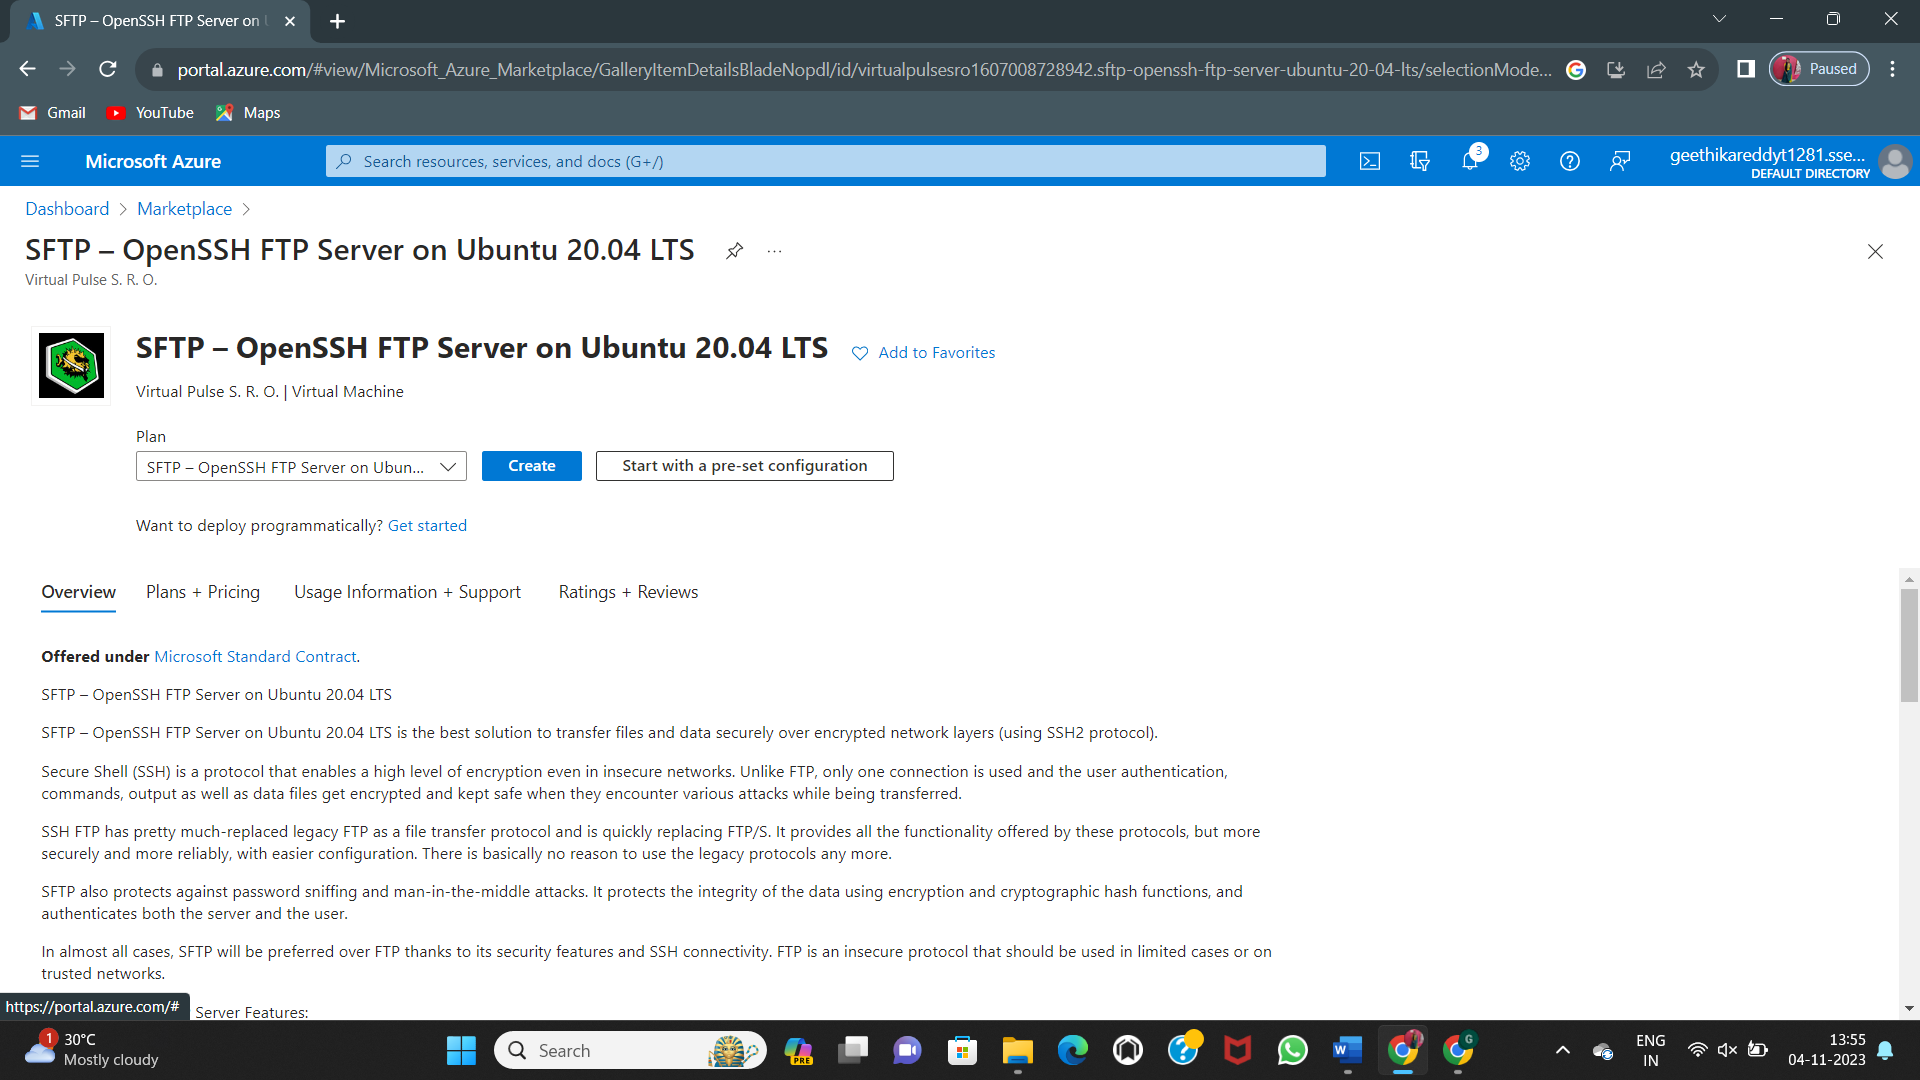 SFTP – OpenSSH FTP Server on
portal.azure.com/#view/Microsoft_Azure_Marketplace/GalleryItemDetailsBladeNopdl/id/virtualpulsesro1607008728942.sftp-openssh-ftp-server-ubuntu-20-04-lts/selectionMode...
Paused
Gmail
YouTube
Maps
Microsoft Azure
Search resources, services, and docs (G+/)
3
geethikareddyt1281.sse...
DEFAULT DIRECTORY
Dashboard
Marketplace
SFTP – OpenSSH FTP Server on Ubuntu 20.04 LTS
Virtual Pulse S. R. O.
SFTP – OpenSSH FTP Server on Ubuntu 20.04 LTS
Add to Favorites
Virtual Pulse S. R. O. | Virtual Machine
Plan
SFTP – OpenSSH FTP Server on Ubun...
Create
Start with a pre-set configuration
Want to deploy programmatically? Get started
Overview
Plans + Pricing
Usage Information + Support
Ratings + Reviews
Offered under Microsoft Standard Contract.
SFTP – OpenSSH FTP Server on Ubuntu 20.04 LTS
SFTP – OpenSSH FTP Server on Ubuntu 20.04 LTS is the best solution to transfer files and data securely over encrypted network layers (using SSH2 protocol).
Secure Shell (SSH) is a protocol that enables a high level of encryption even in insecure networks. Unlike FTP, only one connection is used and the user authentication,
commands, output as well as data files get encrypted and kept safe when they encounter various attacks while being transferred.
SSH FTP has pretty much-replaced legacy FTP as a file transfer protocol and is quickly replacing FTP/S. It provides all the functionality offered by these protocols, but more
securely and more reliably, with easier configuration. There is basically no reason to use the legacy protocols any more.
SFTP also protects against password sniffing and man-in-the-middle attacks. It protects the integrity of the data using encryption and cryptographic hash functions, and
authenticates both the server and the user.
In almost all cases, SFTP will be preferred over FTP thanks to its security features and SSH connectivity. FTP is an insecure protocol that should be used in limited cases or on
trusted networks.
https://portal.azure.com/#
Server Features:
1
30°C
Mostly cloudy
Search
PRE
W
G
ENG
IN
13:55
04-11-2023